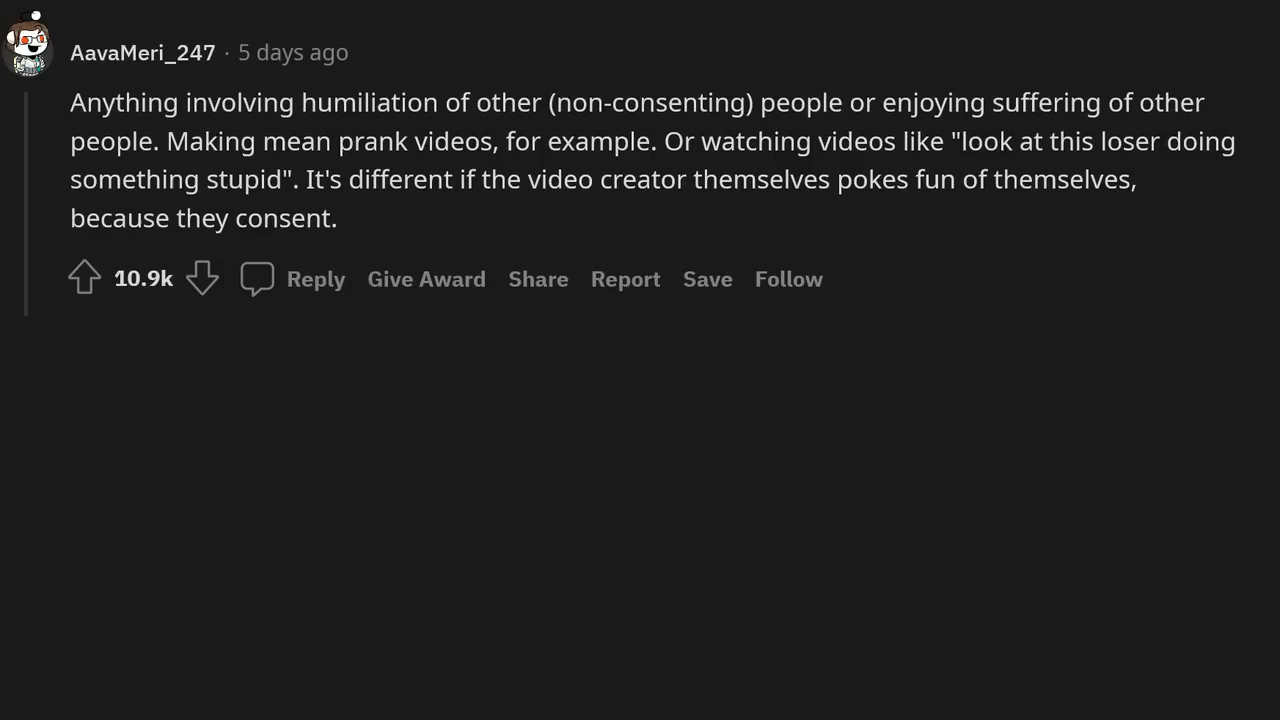 AavaMeri_247 · 5 days ago
Anything involving humiliation of other (non-consenting) people or enjoying suffering of other
people. Making mean prank videos, for example. Or watching videos like "look at this loser doing
something stupid". It's different if the video creator themselves pokes fun of themselves,
because they consent.
10.9k Reply Give Award Share Report Save Follow